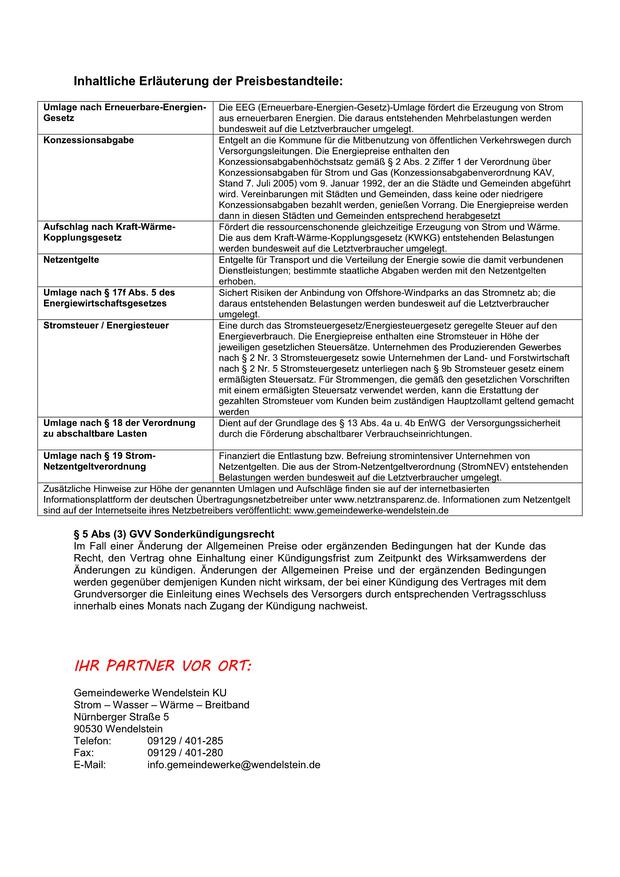 Inhaltliche Erläuterung der Preisbestandteile:
Umlage nach Erneuerbare-Energien-
Gesetz
Die EEG (Erneuerbare-Energien-Gesetz)-Umlage fördert die Erzeugung von Strom
aus erneuerbaren Energien. Die daraus entstehenden Mehrbelastungen werden
bundesweit auf die Letztverbraucher umgelegt.
Konzessionsabgabe
Entgelt an die Kommune für die Mitbenutzung von öffentlichen Verkehrswegen durch
Versorgungsleitungen. Die Energiepreise enthalten den
Konzessionsabgabenhöchstsatz gemäß § 2 Abs. 2 Ziffer 1 der Verordnung über
Konzessionsabgaben für Strom und Gas (Konzessionsabgabenverordnung KAV,
Stand 7. Juli 2005) vom 9. Januar 1992, der an die Städte und Gemeinden abgeführt
wird. Vereinbarungen mit Städten und Gemeinden, dass keine oder niedrigere
Konzessionsabgaben bezahlt werden, genießen Vorrang. Die Energiepreise werden
dann in diesen Städten und Gemeinden entsprechend herabgesetzt
Aufschlag nach Kraft-Wärme-
Kopplungsgesetz
Fördert die ressourcenschonende gleichzeitige Erzeugung von Strom und Wärme.
Die aus dem Kraft-Wärme-Kopplungsgesetz (KWKG) entstehenden Belastungen
werden bundesweit auf die Letztverbraucher umgelegt.
Netzentgelte
Entgelte für Transport und die Verteilung der Energie sowie die damit verbundenen
Dienstleistungen; bestimmte staatliche Abgaben werden mit den Netzentgelten
erhoben.
Umlage nach § 17f Abs. 5 des
Energiewirtschaftsgesetzes
Sichert Risiken der Anbindung von Offshore-Windparks an das Stromnetz ab; die
daraus entstehenden Belastungen werden bundesweit auf die Letztverbraucher
umgelegt.
Stromsteuer / Energiesteuer
Eine durch das Stromsteuergesetz/Energiesteuergesetz geregelte Steuer auf den
Energieverbrauch. Die Energiepreise enthalten eine Stromsteuer in Höhe der
jeweiligen gesetzlichen Steuersätze. Unternehmen des Produzierenden Gewerbes
nach § 2 Nr. 3 Stromsteuergesetz sowie Unternehmen der Land- und Forstwirtschaft
nach § 2 Nr. 5 Stromsteuergesetz unterliegen nach § 9b Stromsteuer gesetz einem
ermäßigten Steuersatz. Für Strommengen, die gemäß den gesetzlichen Vorschriften
mit einem ermäßigten Steuersatz verwendet werden, kann die Erstattung der
gezahlten Stromsteuer vom Kunden beim zuständigen Hauptzollamt geltend gemacht
werden
Umlage nach § 18 der Verordnung
zu abschaltbare Lasten
Dient auf der Grundlage des § 13 Abs. 4a u. 4b EnWG der Versorgungssicherheit
durch die Förderung abschaltbarer Verbrauchseinrichtungen.
Umlage nach § 19 Strom-
Netzentgeltverordnung
Finanziert die Entlastung bzw. Befreiung stromintensiver Unternehmen von
Netzentgelten. Die aus der Strom-Netzentgeltverordnung (StromNEV) entstehenden
Belastungen werden bundesweit auf die Letztverbraucher umgelegt.
Zusätzliche Hinweise zur Höhe der genannten Umlagen und Aufschläge finden sie auf der internetbasierten
Informationsplattform der deutschen Übertragungsnetzbetreiber unter www.netztransparenz.de. Informationen zum Netzentgelt
sind auf der Internetseite ihres Netzbetreibers veröffentlicht: www.gemeindewerke-wendelstein.de
§ 5 Abs (3) GVV Sonderkündigungsrecht
Im Fall einer Änderung der Allgemeinen Preise oder ergänzenden Bedingungen hat der Kunde das
Recht, den Vertrag ohne Einhaltung einer Kündigungsfrist zum Zeitpunkt des Wirksamwerdens der
Änderungen zu kündigen. Änderungen der Allgemeinen Preise und der ergänzenden Bedingungen
werden gegenüber demjenigen Kunden nicht wirksam, der bei einer Kündigung des Vertrages mit dem
Grundversorger die Einleitung eines Wechsels des Versorgers durch entsprechenden Vertragsschluss
innerhalb eines Monats nach Zugang der Kündigung nachweist.
IHR PARTNER VOR ORT:
Gemeindewerke Wendelstein KU
Strom – Wasser – Wärme – Breitband
Nürnberger Straße 5
90530 Wendelstein
Telefon: 09129 / 401-285
Fax: 09129 / 401-280
E-Mail: info.gemeindewerke@wendelstein.de